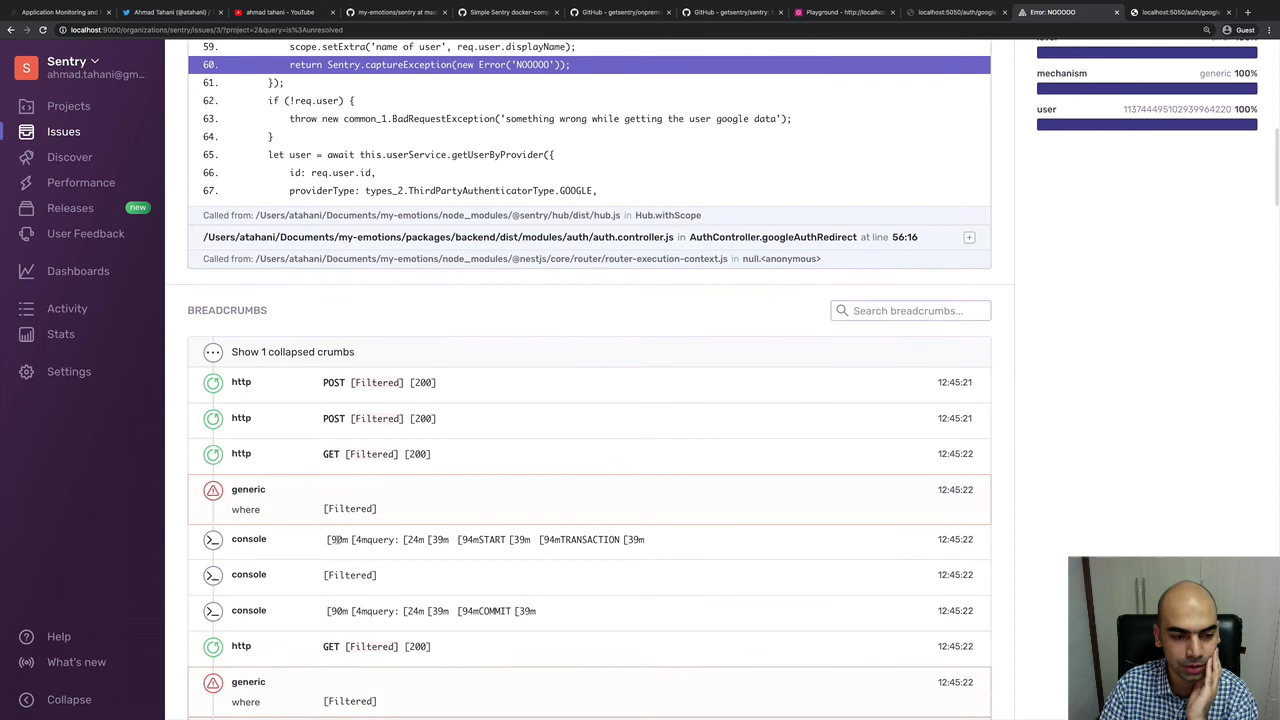 Application Monitoring and
Ahmad Tahani (@atahani) /
ahmad tahani - YouTube
my-emotions/sentry at mas
Simple Sentry docker-comp
GitHub - getsentry/onprem
GitHub - getsentry/sentry:
Playground - http://localhos
localhost:5050/auth/google
Error: NOOOOO
localhost:5050/auth/google
localhost:9000/organizations/sentry/issues/3/?project=2&query=is%3Aunresolved
Guest
S
Sentry
ahmad.tahani@gm...
Projects
Issues
Discover
Performance
Releases new
User Feedback
Dashboards
Activity
Stats
Settings
Help
What's new
Collapse
59. scope.setExtra('name of user', req.user.displayName);
60. return Sentry.captureException(new Error('NOOOOO'));
61. });
62. if (!req.user) {
63. throw new common_1.BadRequestException('something wrong while getting the user google data');
64. }
65. let user = await this.userService.getUserByProvider({
66. id: req.user.id,
67. providerType: types_2.ThirdPartyAuthenticatorType.GOOGLE,
Called from: /Users/atahani/Documents/my-emotions/node_modules/@sentry/hub/dist/hub.js in Hub.withScope
/Users/atahani/Documents/my-emotions/packages/backend/dist/modules/auth/auth.controller.js in AuthController.googleAuthRedirect at line 56:16
Called from: /Users/atahani/Documents/my-emotions/node_modules/@nestjs/core/router/router-execution-context.js in null.<anonymous>
BREADCRUMBS
Search breadcrumbs...
Show 1 collapsed crumbs
http POST [Filtered] [200] 12:45:21
http POST [Filtered] [200] 12:45:21
http GET [Filtered] [200] 12:45:22
generic 12:45:22
where [Filtered]
console [90m [4mquery: [24m [39m [94mSTART [39m [94mTRANSACTION [39m 12:45:22
console [Filtered] 12:45:22
console [90m [4mquery: [24m [39m [94mCOMMIT [39m 12:45:22
http GET [Filtered] [200] 12:45:22
generic 12:45:22
where [Filtered]
mechanism generic 100%
user 113744495102939964220 100%